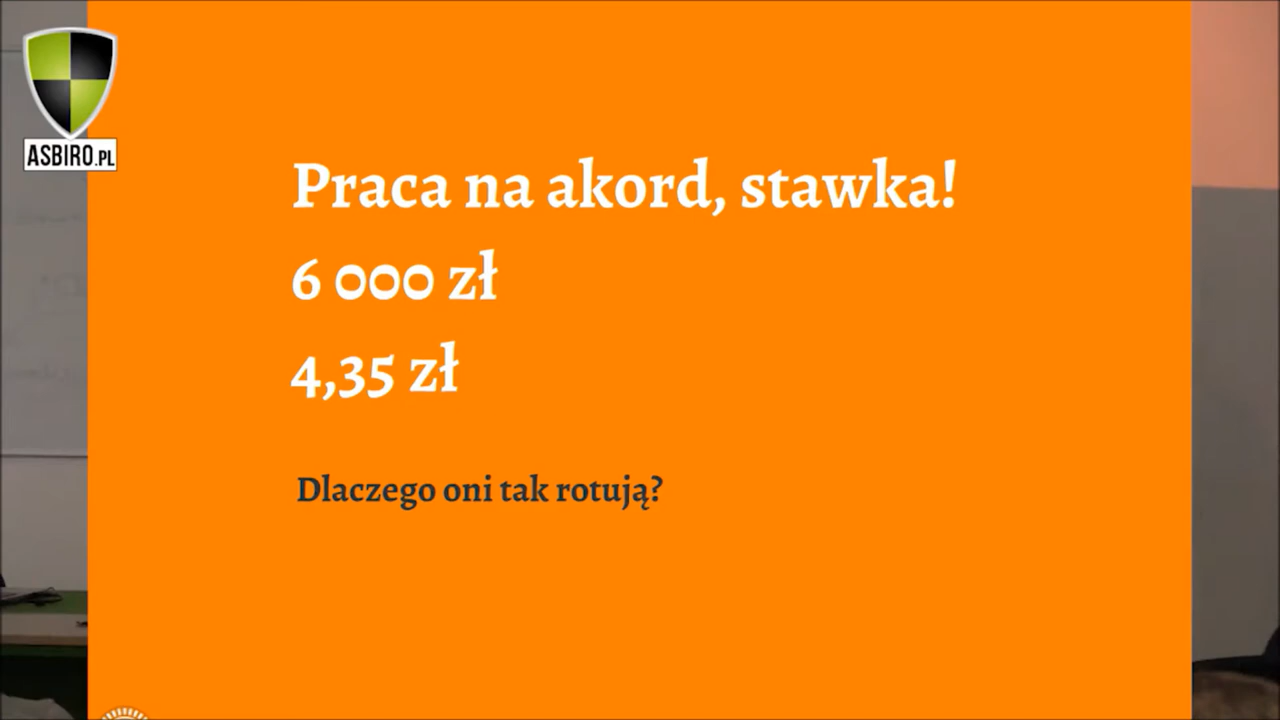 ASBIRO.PL
Praca na akord, stawka!
6 000 zł
4,35 zł
Dlaczego oni tak rotują?